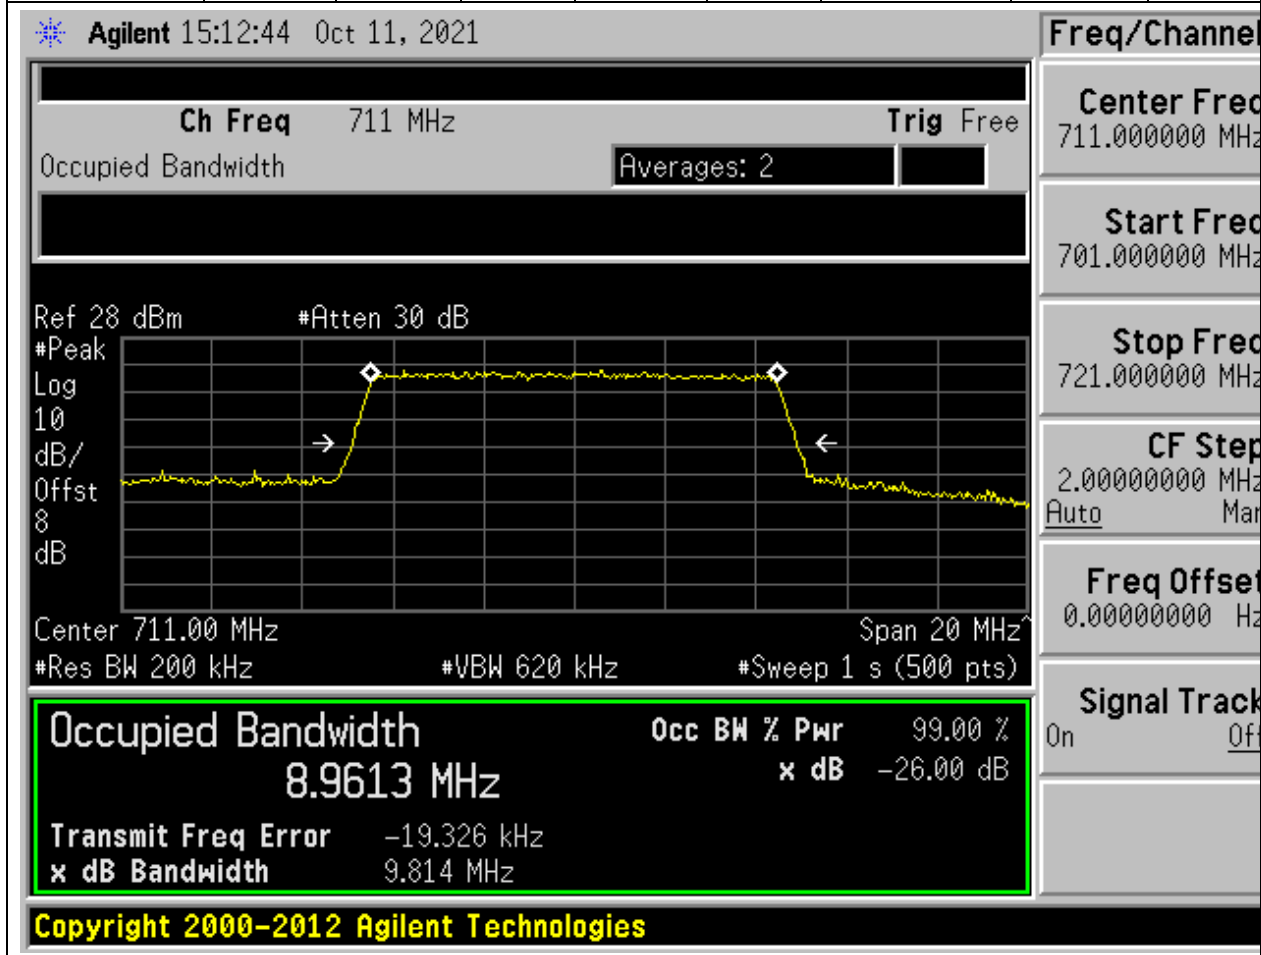 Agilent 15:12:44 Oct 11, 2021
Freq/Channel
Ch Freq 711 MHz Trig Free
Occupied Bandwidth Averages: 2
Ref 28 dBm #Atten 30 dB
#Peak
Log
10
dB/
Offst
8
dB
Center 711.00 MHz Span 20 MHz^
#Res BW 200 kHz #VBW 620 kHz #Sweep 1 s (500 pts)
Occupied Bandwidth Occ BW % Pwr 99.00 %
8.9613 MHz x dB -26.00 dB
Transmit Freq Error -19.326 kHz
x dB Bandwidth 9.814 MHz
Center Freq
711.000000 MHz
Start Freq
701.000000 MHz
Stop Freq
721.000000 MHz
CF Step
2.00000000 MHz
Auto Man
Freq Offset
0.00000000 Hz
Signal Track
On Off
Copyright 2000-2012 Agilent Technologies